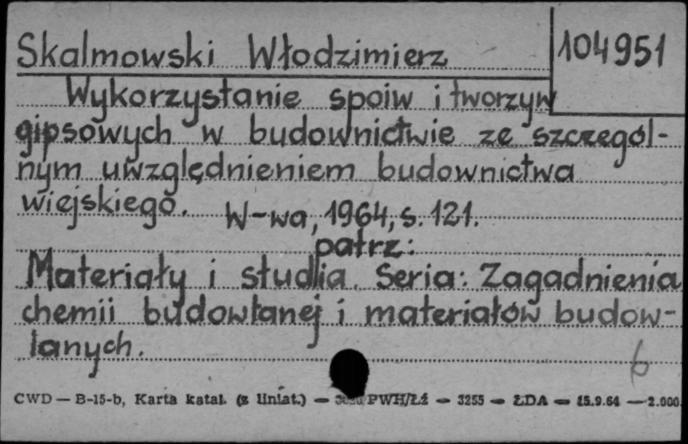 Skalmowski Włodzimierz
104951
Wykorzystanie spoiw i tworzyw
gipsowych w budownictwie ze szczegól-
nym uwzględnieniem budownictwa
wiejskiego. W-wa, 1964, s. 121.
patrz:
Materiały i studia. Seria: Zagadnienia
chemii budowlanej i materiałów budow-
lanych.
6
CWD — B-15-b, Karta katal. (z liniat.) — PWH/Łż — 3255 — ŁDA — 15.9.64 — 2.000.